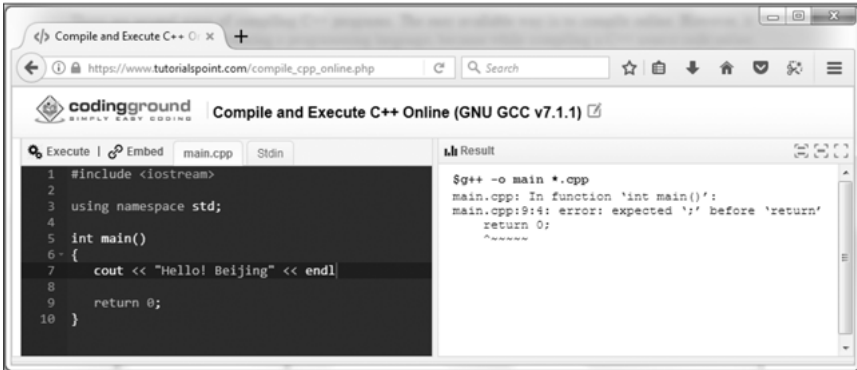 </> Compile and Execute C++ O
https://www.tutorialspoint.com/compile_cpp_online.php
Search
codingground
SIMPLY EASY CODING
Compile and Execute C++ Online (GNU GCC v7.1.1)
Execute | Embed main.cpp Stdin
1 #include <iostream>
2
3 using namespace std;
4
5 int main()
6 {
7 cout << "Hello! Beijing" << endl
8
9 return 0;
10 }
Result
$g++ -o main *.cpp
main.cpp: In function ‘int main()’:
main.cpp:9:4: error: expected ‘;’ before ‘return’
return 0;
^~~~~~